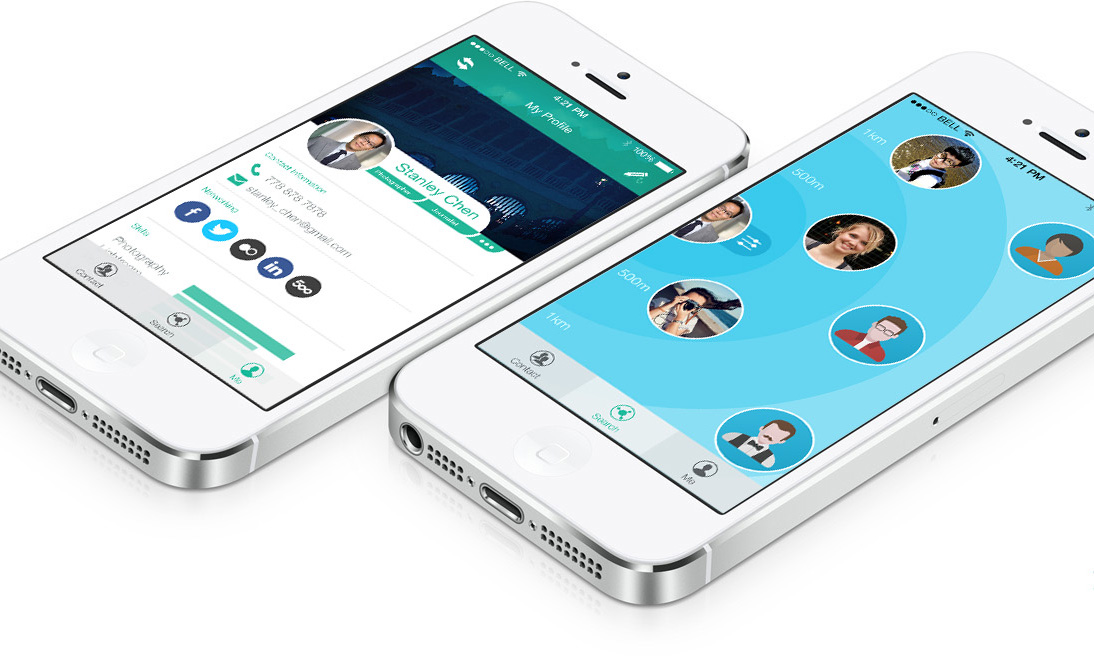 BELL
4:21 PM
100%
My Profile
Stanley Chen
Photographer
Contact Information
778 878 7878
stanley_chen@gmail.com
Networking
f
in
500
Skills
Photography
Contact
Search
Me
BELL
4:21 PM
1km
500m
500m
1km
Contact
Search
Me